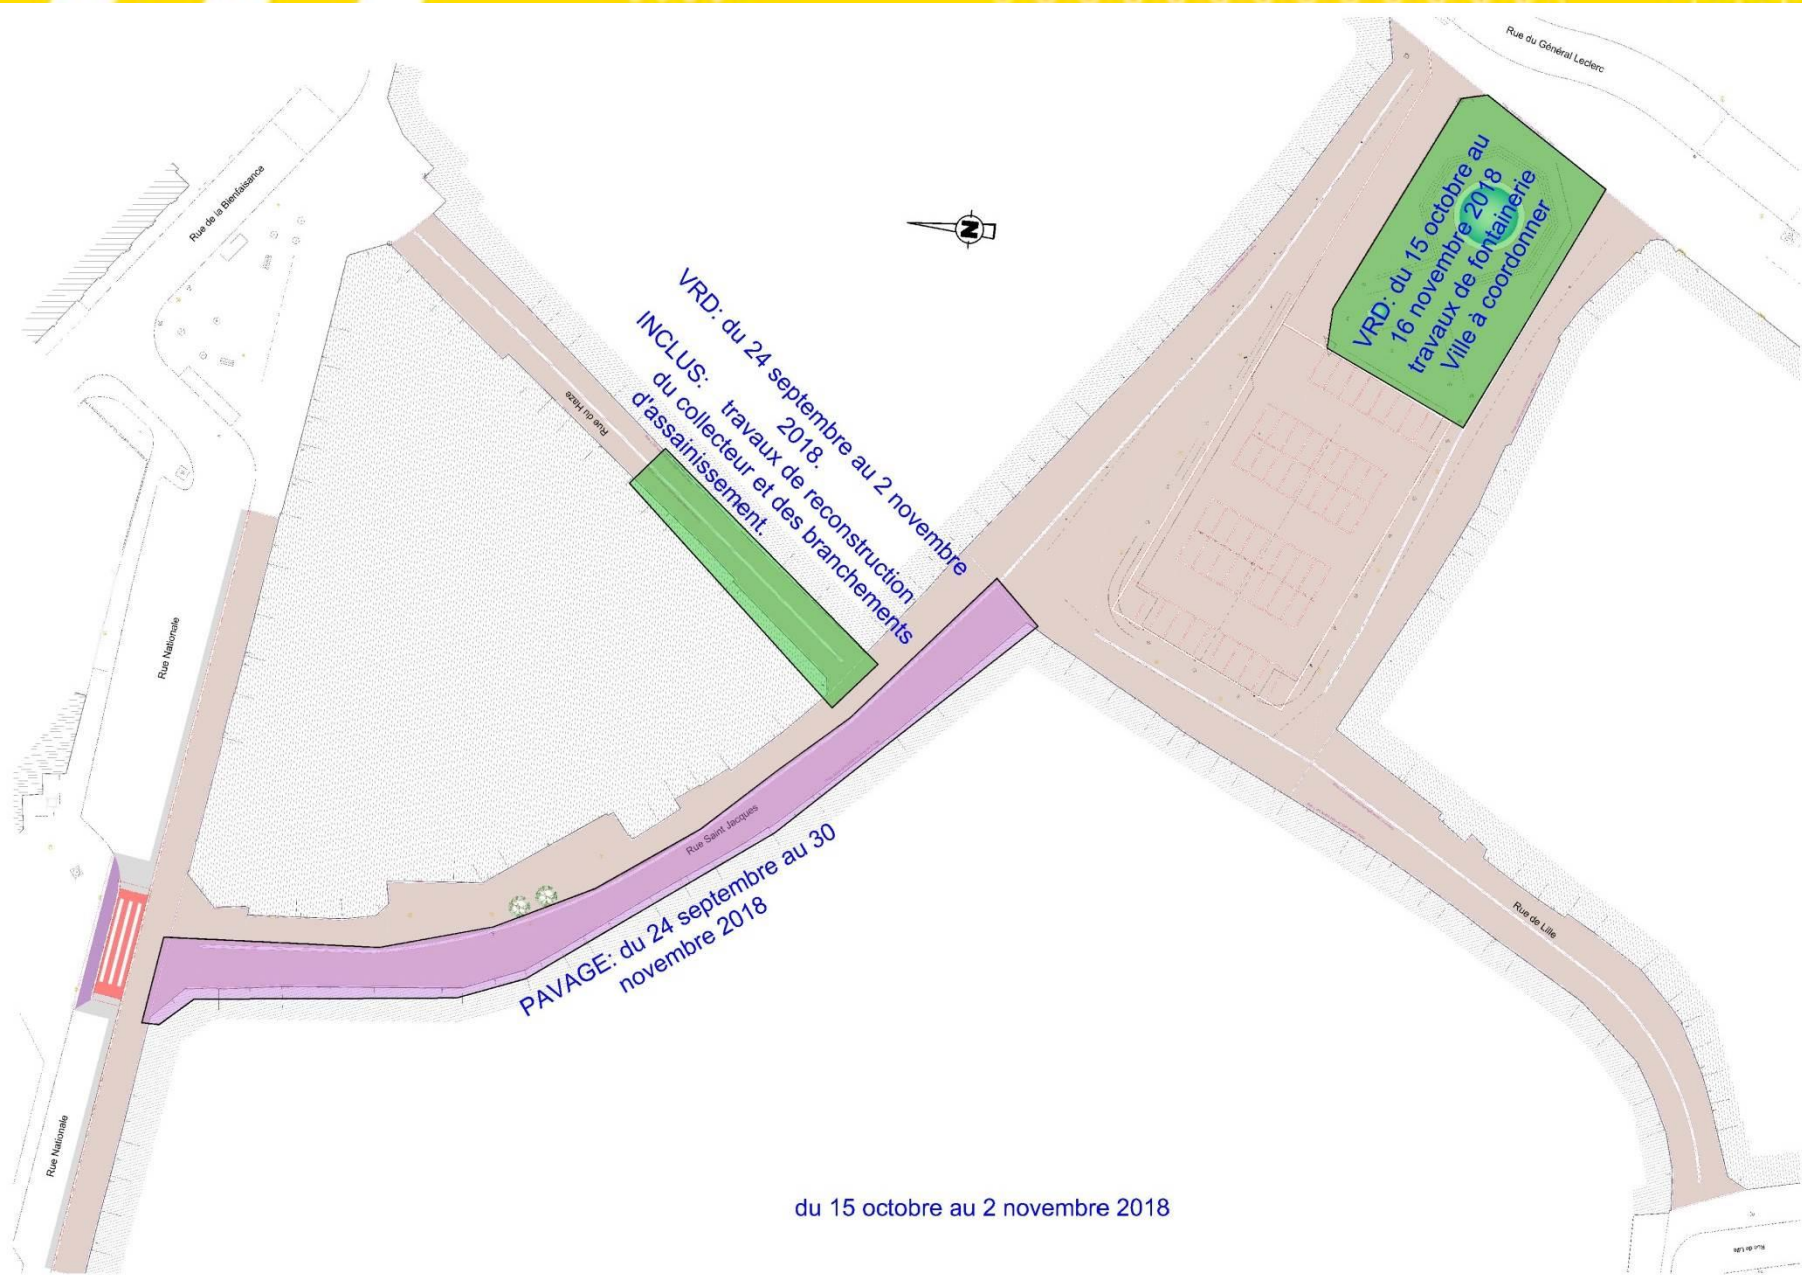 Rue du Général Leclerc
Rue de la Bienfaisance
N
VRD: du 15 octobre au
16 novembre 2018
travaux de fontainerie
Ville à coordonner
VRD: du 24 septembre au 2 novembre
2018.
INCLUS: travaux de reconstruction
du collecteur et des branchements
d'assainissement.
Rue du Haze
Rue Nationale
Rue Saint Jacques
PAVAGE: du 24 septembre au 30
novembre 2018
Rue de Lille
Rue Nationale
du 15 octobre au 2 novembre 2018
Rue de Lille